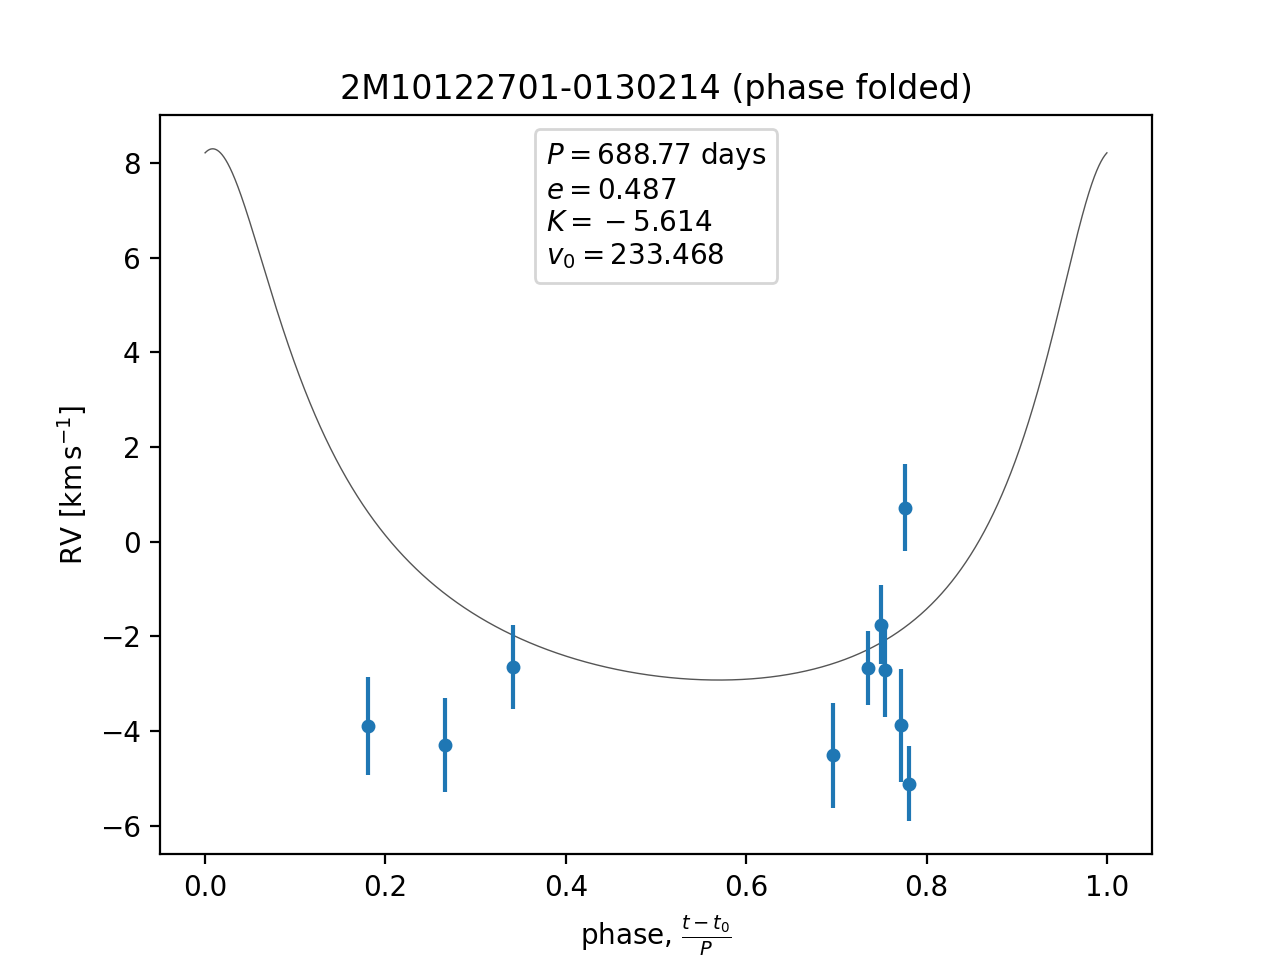 2M10122701-0130214 (phase folded)
P = 688.77 days
e = 0.487
K = −5.614
v₀ = 233.468
8
6
4
2
0
−2
−4
−6
RV [km s⁻¹]
0.0 0.2 0.4 0.6 0.8 1.0
phase, (t − t₀)/P